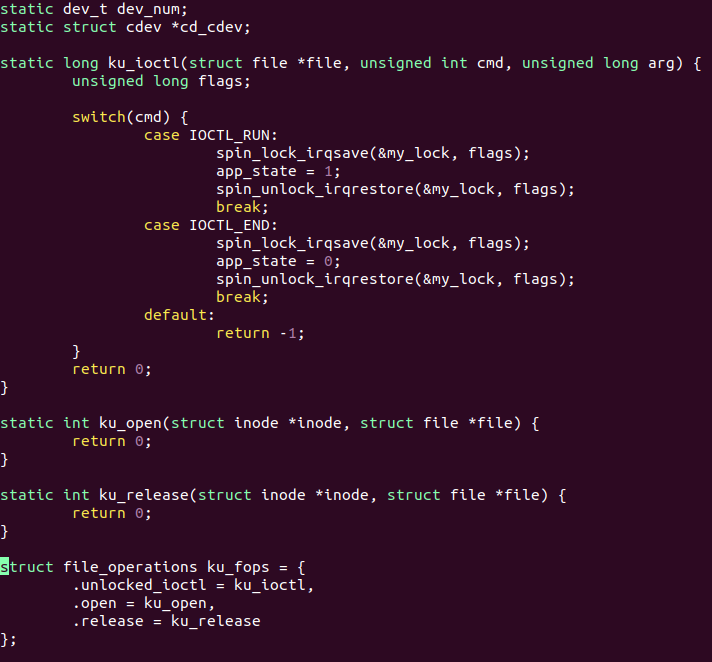 static dev_t dev_num;
static struct cdev *cd_cdev;

static long ku_ioctl(struct file *file, unsigned int cmd, unsigned long arg) {
        unsigned long flags;

        switch(cmd) {
                case IOCTL_RUN:
                        spin_lock_irqsave(&my_lock, flags);
                        app_state = 1;
                        spin_unlock_irqrestore(&my_lock, flags);
                        break;
                case IOCTL_END:
                        spin_lock_irqsave(&my_lock, flags);
                        app_state = 0;
                        spin_unlock_irqrestore(&my_lock, flags);
                        break;
                default:
                        return -1;
        }
        return 0;
}

static int ku_open(struct inode *inode, struct file *file) {
        return 0;
}

static int ku_release(struct inode *inode, struct file *file) {
        return 0;
}

struct file_operations ku_fops = {
        .unlocked_ioctl = ku_ioctl,
        .open = ku_open,
        .release = ku_release
};